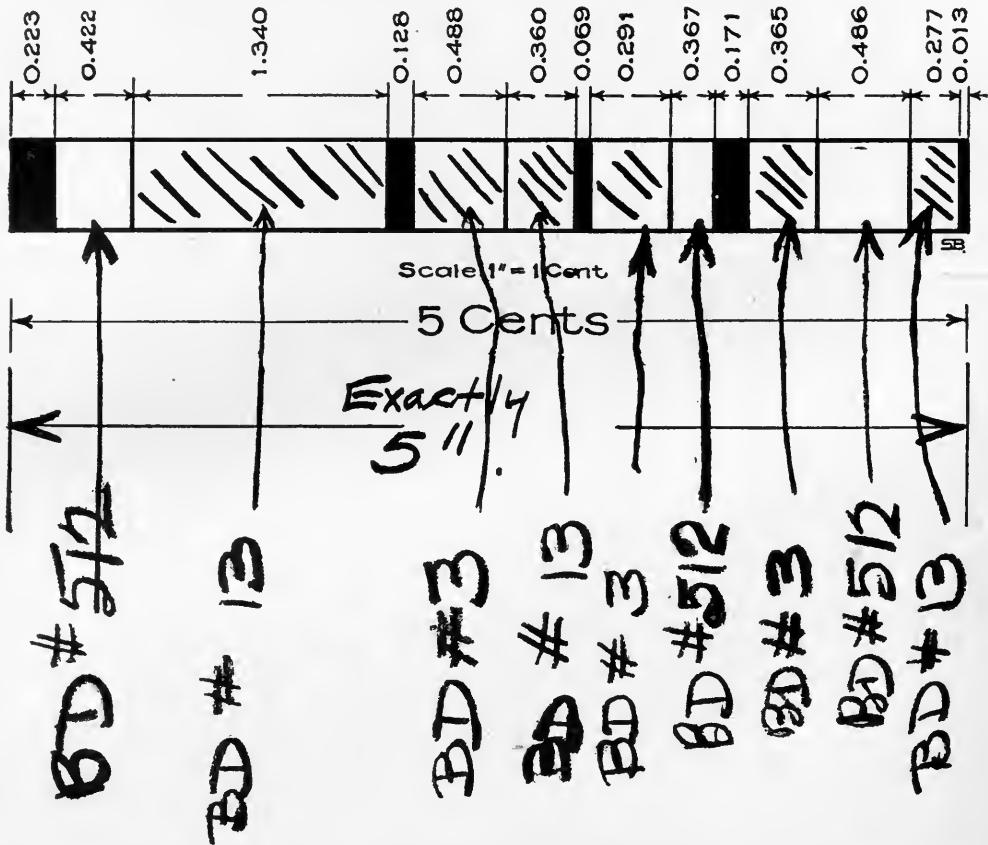 0.223
0.422
1.340
0.128
0.488
0.360
0.069
0.291
0.367
0.171
0.365
0.486
0.277
0.013
SB
Scale 1" = 1 Cent
5 Cents
Exactly
5"
BD # 512
BD # 13
BD # 3
BD # 13
BD # 3
BD # 512
BD # 3
BD # 512
BD # 13